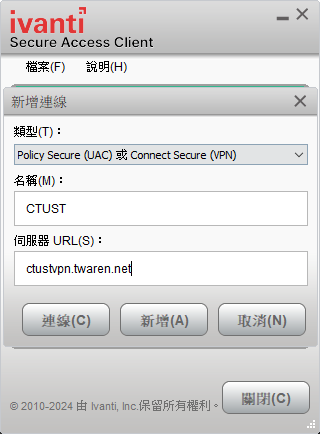 ivanti
Secure Access Client
檔案(F) 說明(H)
新增連線
類型(T)：
Policy Secure (UAC) 或 Connect Secure (VPN)
名稱(M)：
CTUST
伺服器 URL(S)：
ctustvpn.twaren.net
連線(C) 新增(A) 取消(N)
© 2010-2024 由 Ivanti, Inc.保留所有權利。
關閉(C)